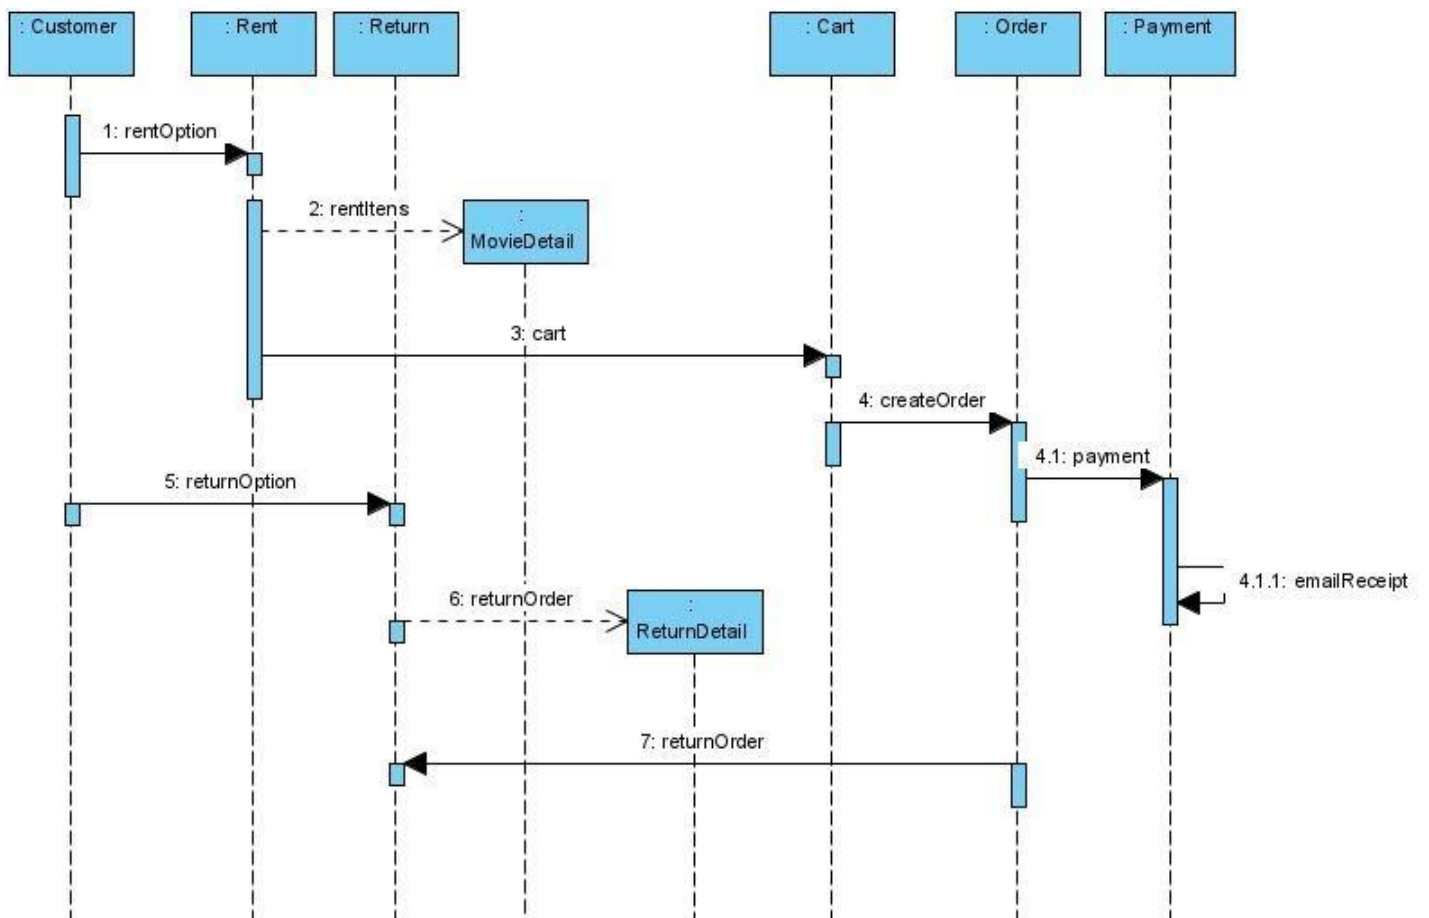 : Customer
: Rent
: Return
: Cart
: Order
: Payment
1: rentOption
2: rentItens
:
MovieDetail
3: cart
4: createOrder
4.1: payment
5: returnOption
4.1.1: emailReceipt
6: returnOrder
:
ReturnDetail
7: returnOrder